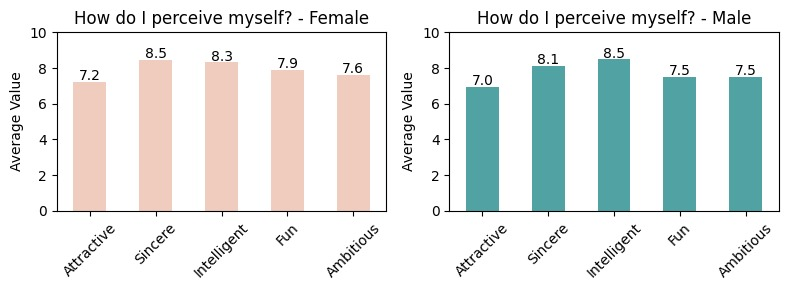 How do I perceive myself? - Female
Average Value
10
8
6
4
2
0
7.2
8.5
8.3
7.9
7.6
Attractive
Sincere
Intelligent
Fun
Ambitious
How do I perceive myself? - Male
Average Value
10
8
6
4
2
0
7.0
8.1
8.5
7.5
7.5
Attractive
Sincere
Intelligent
Fun
Ambitious